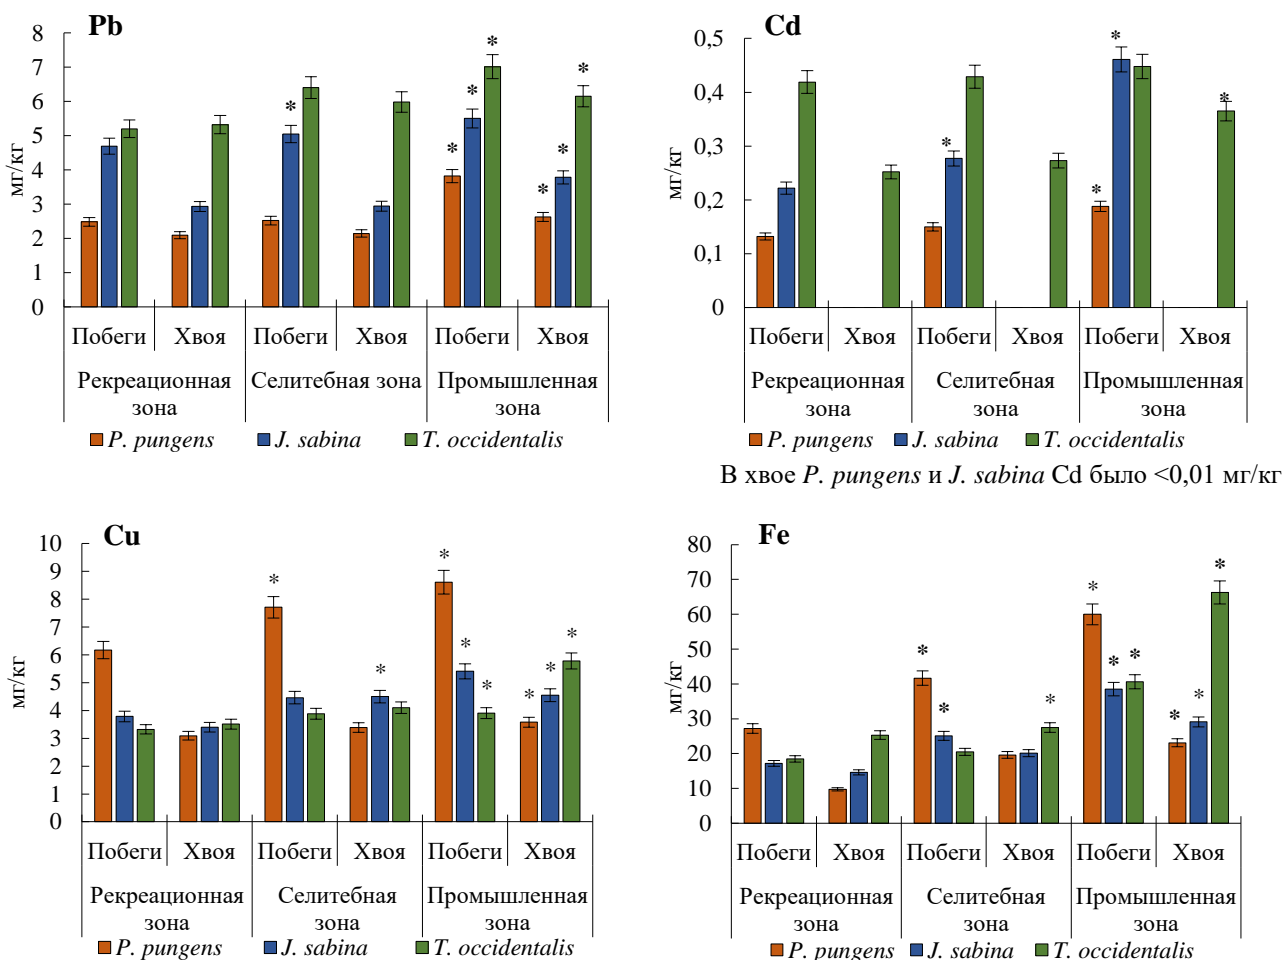 Pb
мг/кг
8
7
6
5
4
3
2
1
0
* * * * * * *
Побеги Хвоя Побеги Хвоя Побеги Хвоя
Рекреационная зона Селитебная зона Промышленная зона
P. pungens J. sabina T. occidentalis
Cd
мг/кг
0,5
0,4
0,3
0,2
0,1
0
* * * *
Побеги Хвоя Побеги Хвоя Побеги Хвоя
Рекреационная зона Селитебная зона Промышленная зона
P. pungens J. sabina T. occidentalis
В хвое P. pungens и J. sabina Cd было <0,01 мг/кг
Cu
мг/кг
10
9
8
7
6
5
4
3
2
1
0
* * * * * * * *
Побеги Хвоя Побеги Хвоя Побеги Хвоя
Рекреационная зона Селитебная зона Промышленная зона
P. pungens J. sabina T. occidentalis
Fe
мг/кг
80
70
60
50
40
30
20
10
0
* * * * * * * * *
Побеги Хвоя Побеги Хвоя Побеги Хвоя
Рекреационная зона Селитебная зона Промышленная зона
P. pungens J. sabina T. occidentalis